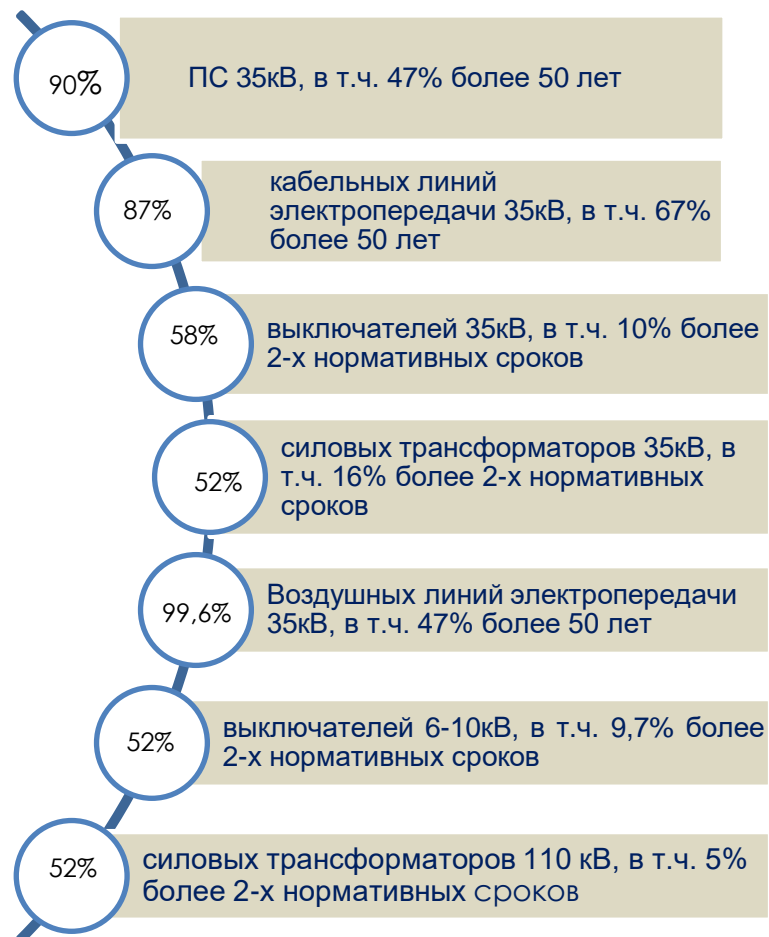 90%
ПС 35кВ, в т.ч. 47% более 50 лет
87%
кабельных линий
электропередачи 35кВ, в т.ч. 67%
более 50 лет
58%
выключателей 35кВ, в т.ч. 10% более
2-х нормативных сроков
52%
силовых трансформаторов 35кВ, в
т.ч. 16% более 2-х нормативных
сроков
99,6%
Воздушных линий электропередачи
35кВ, в т.ч. 47% более 50 лет
52%
выключателей 6-10кВ, в т.ч. 9,7% более
2-х нормативных сроков
52%
силовых трансформаторов 110 кВ, в т.ч. 5%
более 2-х нормативных сроков